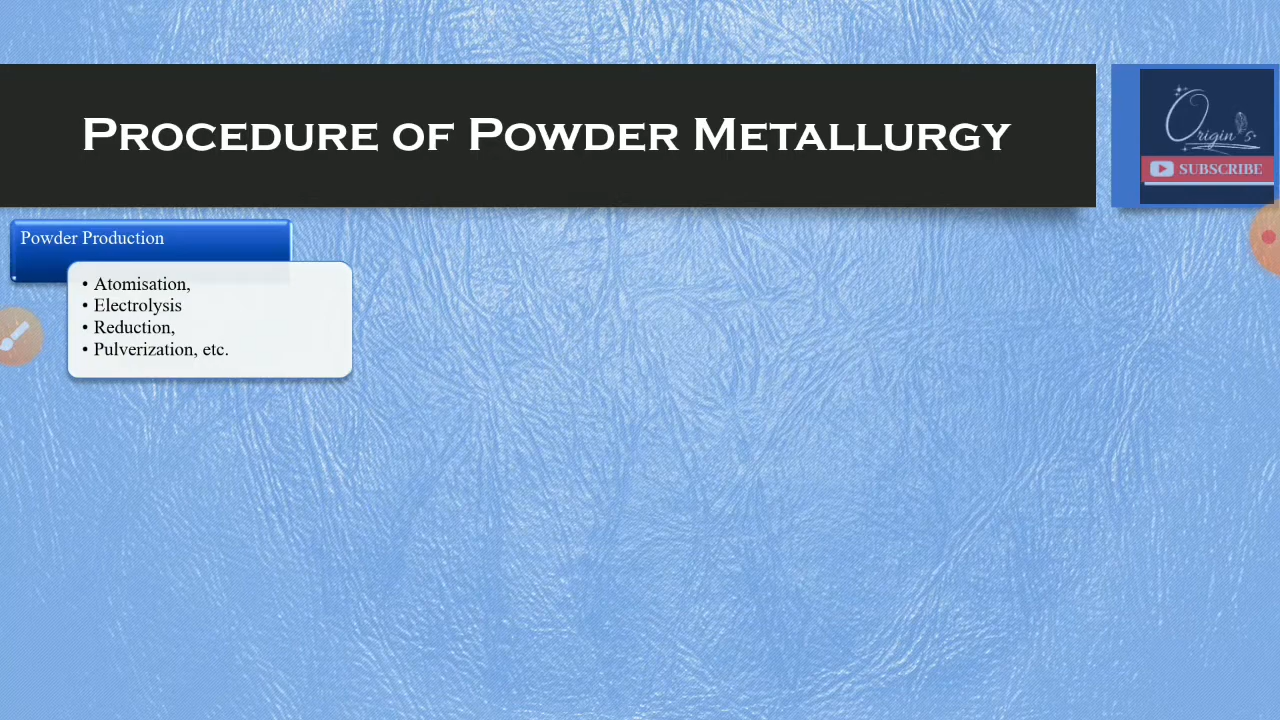 Procedure of Powder Metallurgy
Origin's
SUBSCRIBE
Powder Production
• Atomisation,
• Electrolysis
• Reduction,
• Pulverization, etc.